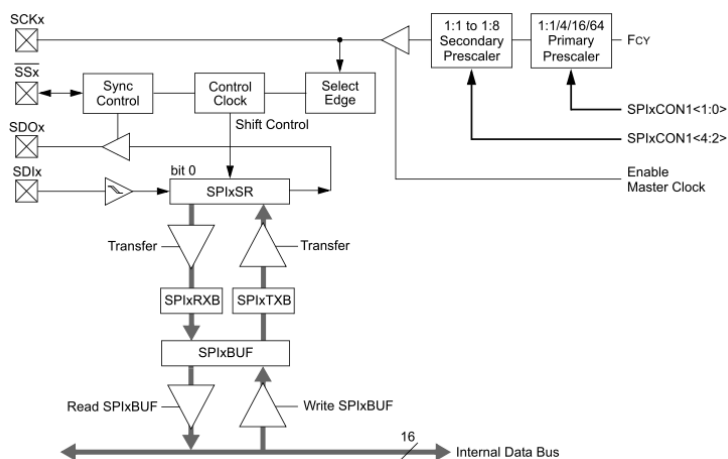 SCKx
1:1 to 1:8
Secondary
Prescaler
1:1/4/16/64
Primary
Prescaler
FCY
SSx
Sync
Control
Control
Clock
Select
Edge
SPIxCON1<1:0>
Shift Control
SDOx
SPIxCON1<4:2>
bit 0
Enable
Master Clock
SDIx
SPIxSR
Transfer
Transfer
SPIxRXB
SPIxTXB
SPIxBUF
Read SPIxBUF
Write SPIxBUF
16
Internal Data Bus